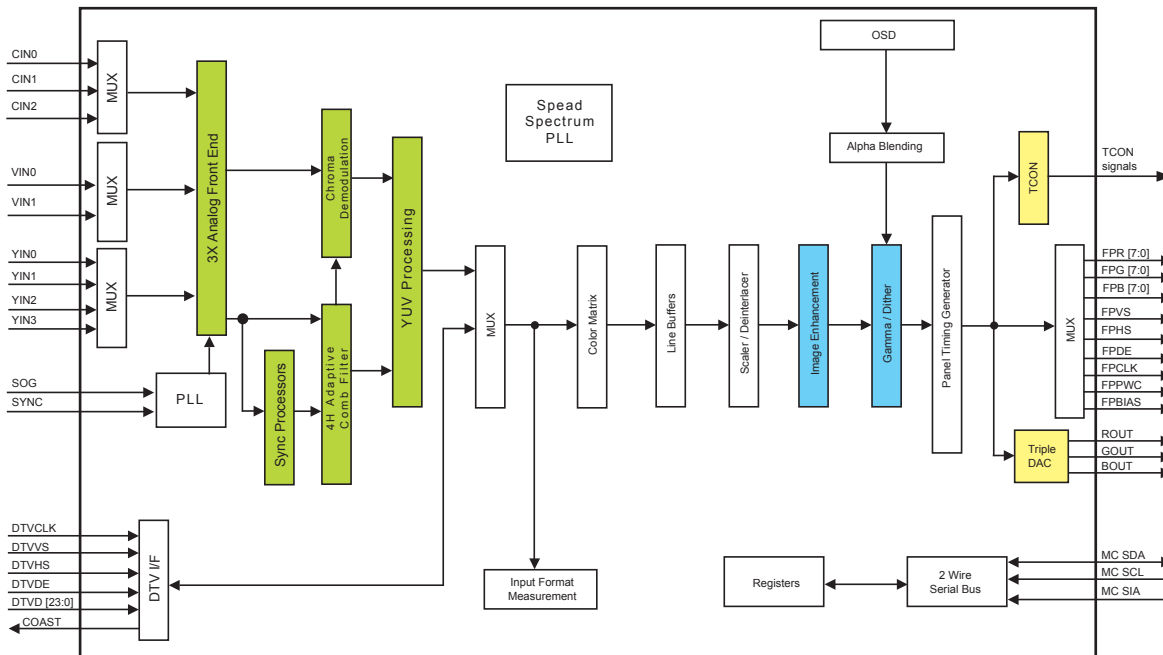 CIN0
CIN1
CIN2
MUX
VIN0
VIN1
MUX
YIN0
YIN1
YIN2
YIN3
MUX
SOG
SYNC
PLL
3X Analog Front End
Chroma
Demodulation
4H Adaptive
Comb Filter
Sync Processors
YUV Processing
DTVCLK
DTVVS
DTVHS
DTVDE
DTVD [23:0]
COAST
DTV I/F
MUX
Input Format
Measurement
Spead
Spectrum
PLL
Color Matrix
Line Buffers
Scaler / Deinterlacer
Image Enhancement
OSD
Alpha Blending
Gamma / Dither
Panel Timing Generator
TCON
TCON
signals
MUX
FPR [7:0]
FPG [7:0]
FPB [7:0]
FPVS
FPHS
FPDE
FPCLK
FPPWC
FPBIAS
Triple
DAC
ROUT
GOUT
BOUT
Registers
2 Wire
Serial Bus
MC SDA
MC SCL
MC SIA